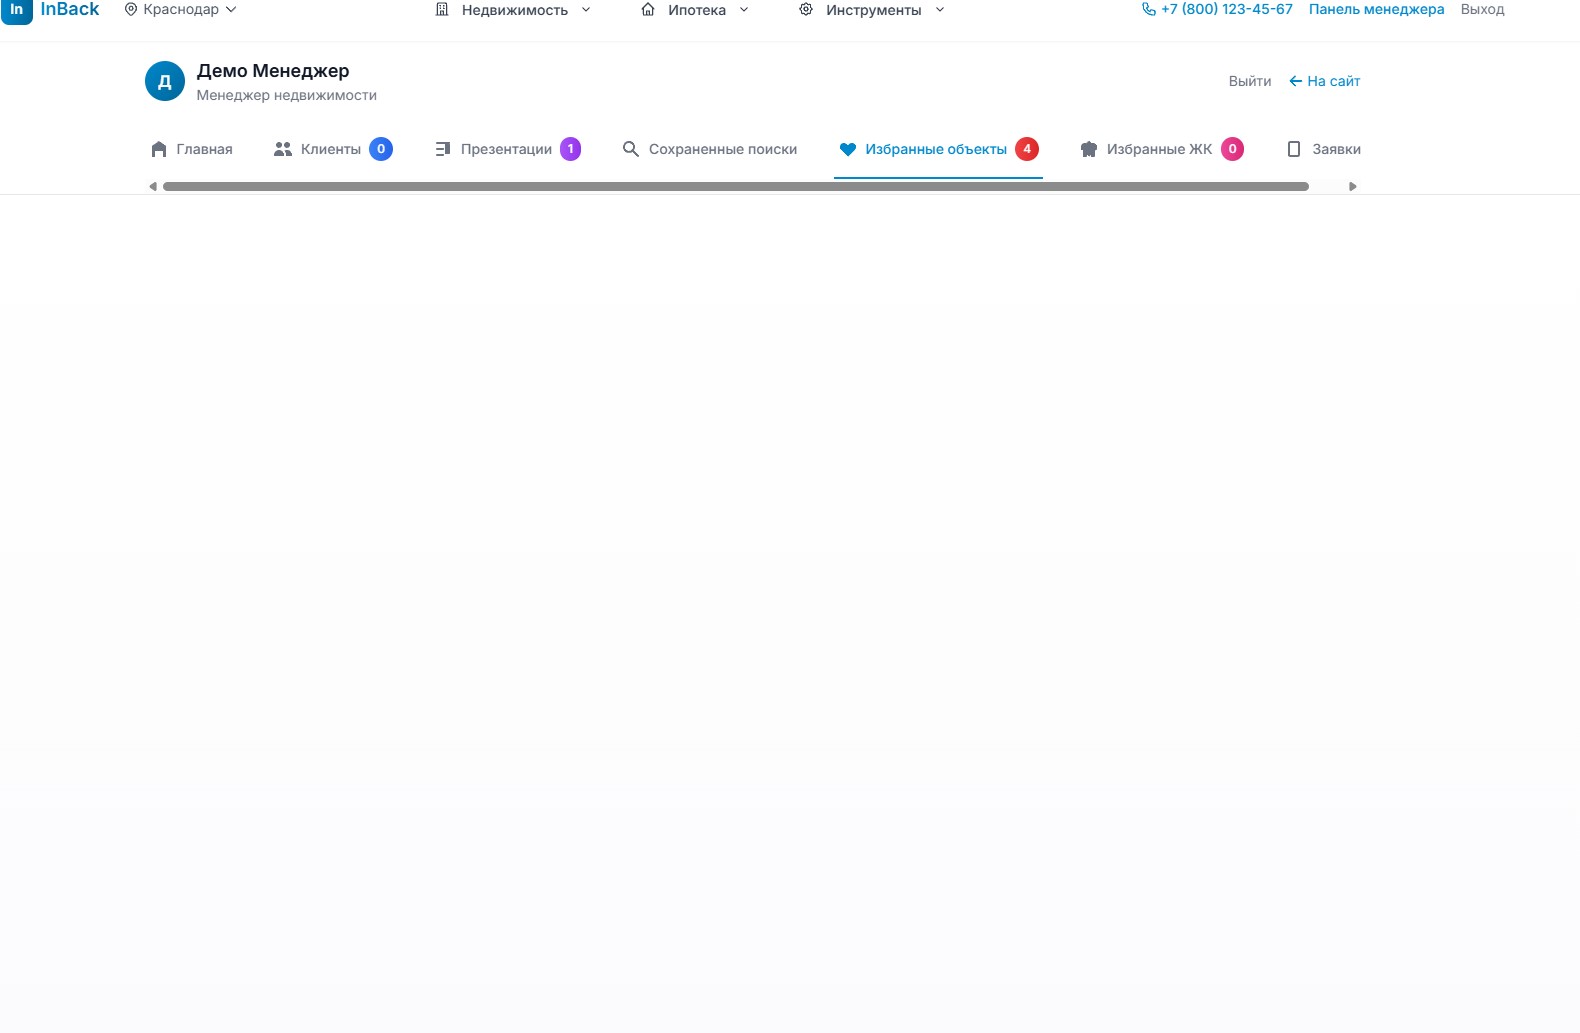 In InBack Краснодар Недвижимость Ипотека Инструменты +7 (800) 123-45-67 Панель менеджера Выход
Д Демо Менеджер
Менеджер недвижимости
Выйти ← На сайт
Главная Клиенты 0 Презентации 1 Сохраненные поиски Избранные объекты 4 Избранные ЖК 0 Заявки